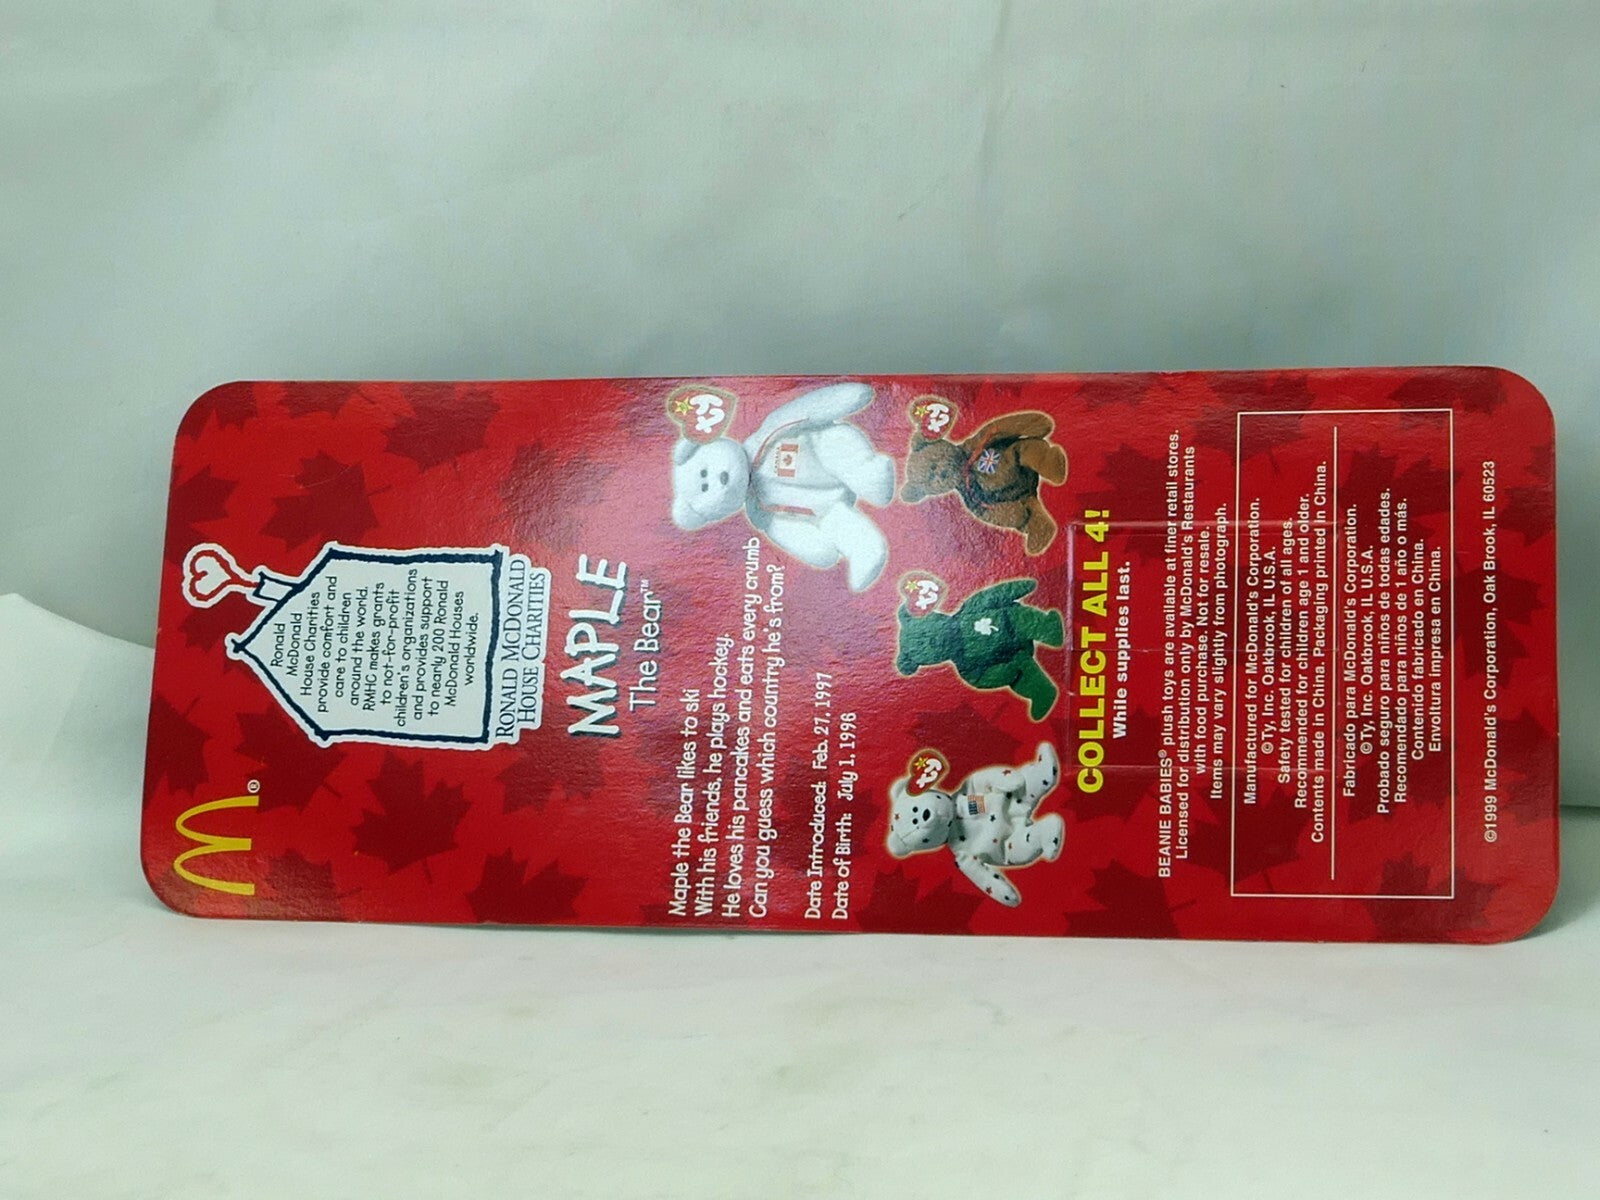 ®
Ronald
McDonald
House Charities
provide comfort and
care to children
around the world.
RMHC makes grants
to not-for-profit
children's organizations
and provides support
to nearly 200 Ronald
McDonald Houses
worldwide.
RONALD MCDONALD
HOUSE CHARITIES
MAPLE
The Bear™
Maple the Bear likes to ski
With his friends, he plays hockey.
He loves his pancakes and eats every crumb
Can you guess which country he's from?
Date Introduced: Feb. 27, 1997
Date of Birth: July 1, 1996
ty
ty
ty
ty
COLLECT ALL 4!
While supplies last.
BEANIE BABIES® plush toys are available at finer retail stores.
Licensed for distribution only by McDonald's Restaurants
with food purchase. Not for resale.
Items may vary slightly from photograph.
Manufactured for McDonald's Corporation.
©Ty, Inc. Oakbrook, IL U.S.A.
Safety tested for children of all ages.
Recommended for children age 1 and older.
Contents made in China. Packaging printed in China.
Fabricado para McDonald's Corporation.
©Ty, Inc. Oakbrook, IL U.S.A.
Probado seguro para niños de todas edades.
Recomendado para niños de 1 año o más.
Contenido fabricado en China.
Envoltura impresa en China.
©1999 McDonald's Corporation, Oak Brook, IL 60523